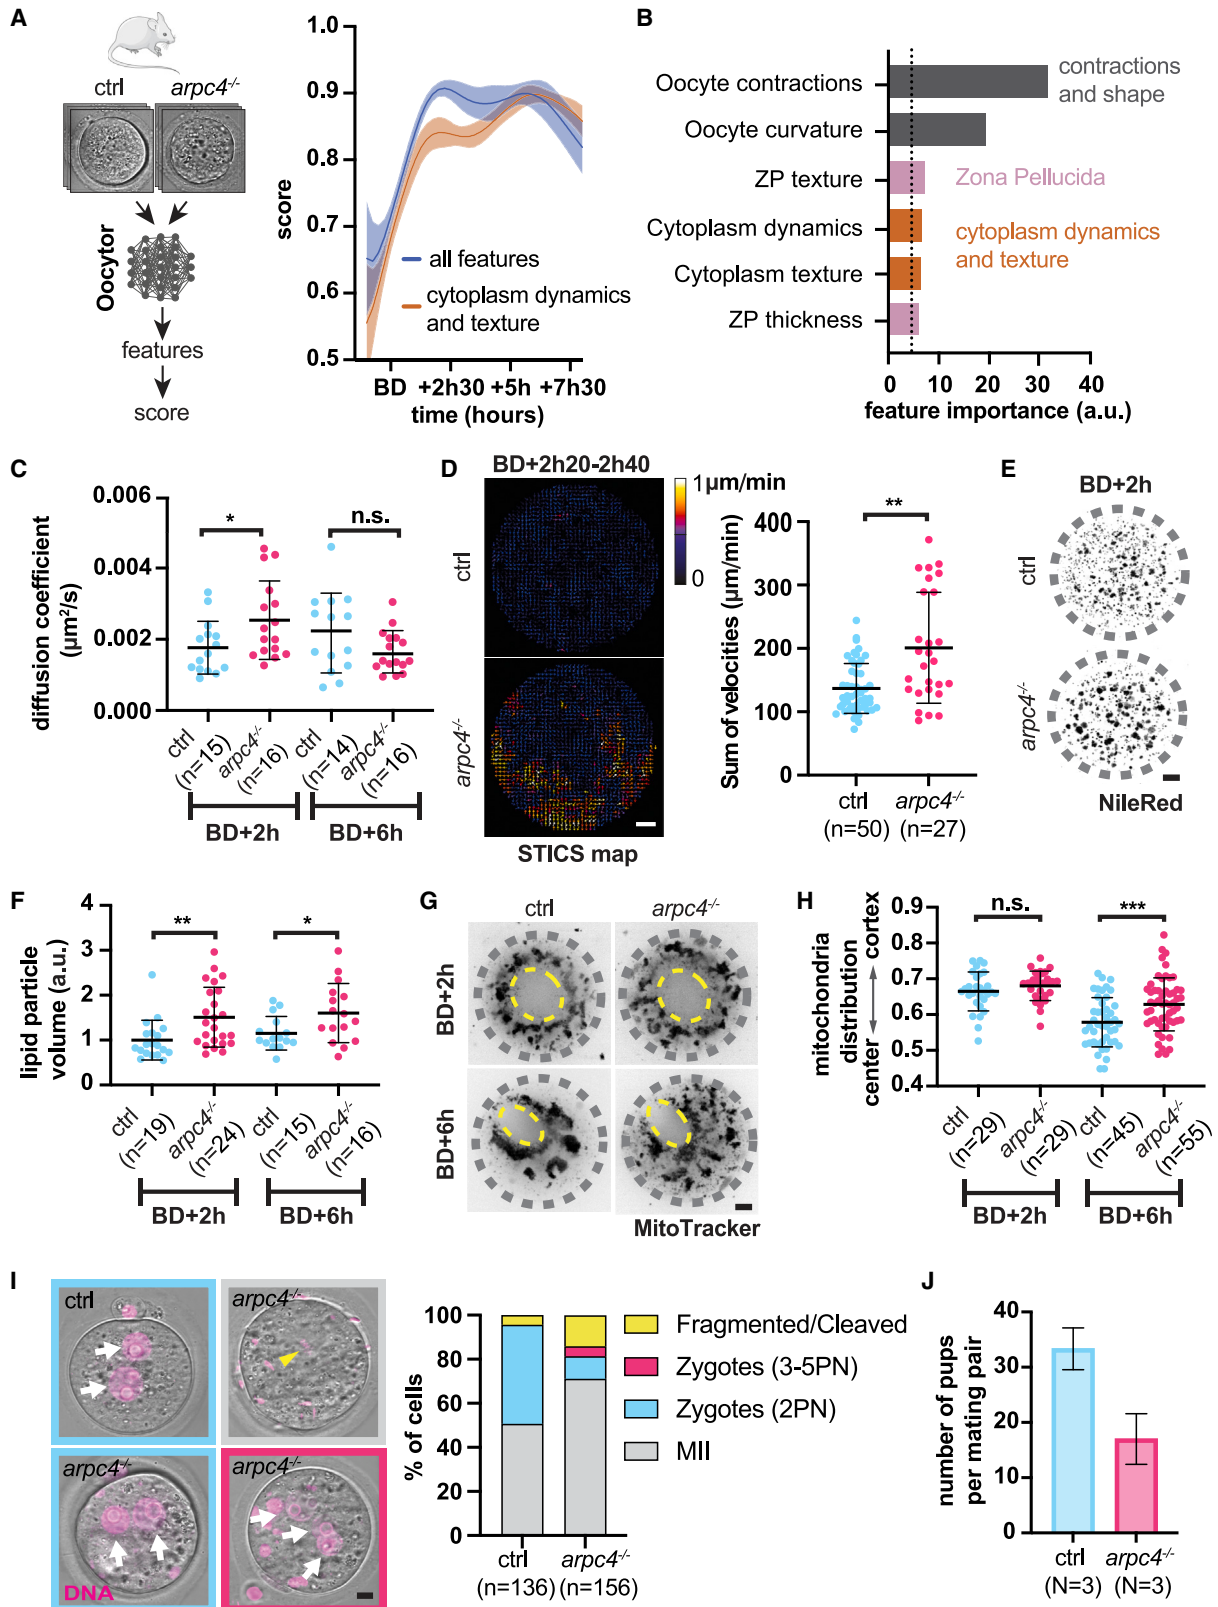 A
ctrl
arpc4-/-
Oocytor
features
score
1.0
0.9
0.8
0.7
0.6
0.5
score
all features
cytoplasm dynamics
and texture
BD
+2h30
+5h
+7h30
time (hours)
B
Oocyte contractions
Oocyte curvature
ZP texture
Cytoplasm dynamics
Cytoplasm texture
ZP thickness
contractions
and shape
Zona Pellucida
cytoplasm dynamics
and texture
0
10
20
30
40
feature importance (a.u.)
C
diffusion coefficient
(µm²/s)
0.006
0.004
0.002
0.000
*
n.s.
ctrl
(n=15)
arpc4-/-
(n=16)
ctrl
(n=14)
arpc4-/-
(n=16)
BD+2h
BD+6h
D
BD+2h20-2h40
1µm/min
0
ctrl
arpc4-/-
STICS map
Sum of velocities (µm/min)
400
300
200
100
0
**
ctrl
(n=50)
arpc4-/-
(n=27)
E
BD+2h
ctrl
arpc4-/-
NileRed
F
lipid particle
volume (a.u.)
4
3
2
1
0
**
*
ctrl
(n=19)
arpc4-/-
(n=24)
ctrl
(n=15)
arpc4-/-
(n=16)
BD+2h
BD+6h
G
ctrl
arpc4-/-
BD+2h
BD+6h
MitoTracker
H
mitochondria
distribution
center
cortex
0.9
0.8
0.7
0.6
0.5
0.4
n.s.
***
ctrl
(n=29)
arpc4-/-
(n=29)
ctrl
(n=45)
arpc4-/-
(n=55)
BD+2h
BD+6h
I
ctrl
arpc4-/-
arpc4-/-
arpc4-/-
DNA
% of cells
100
80
60
40
20
0
ctrl
(n=136)
arpc4-/-
(n=156)
Fragmented/Cleaved
Zygotes (3-5PN)
Zygotes (2PN)
MII
J
number of pups
per mating pair
40
30
20
10
0
ctrl
(N=3)
arpc4-/-
(N=3)